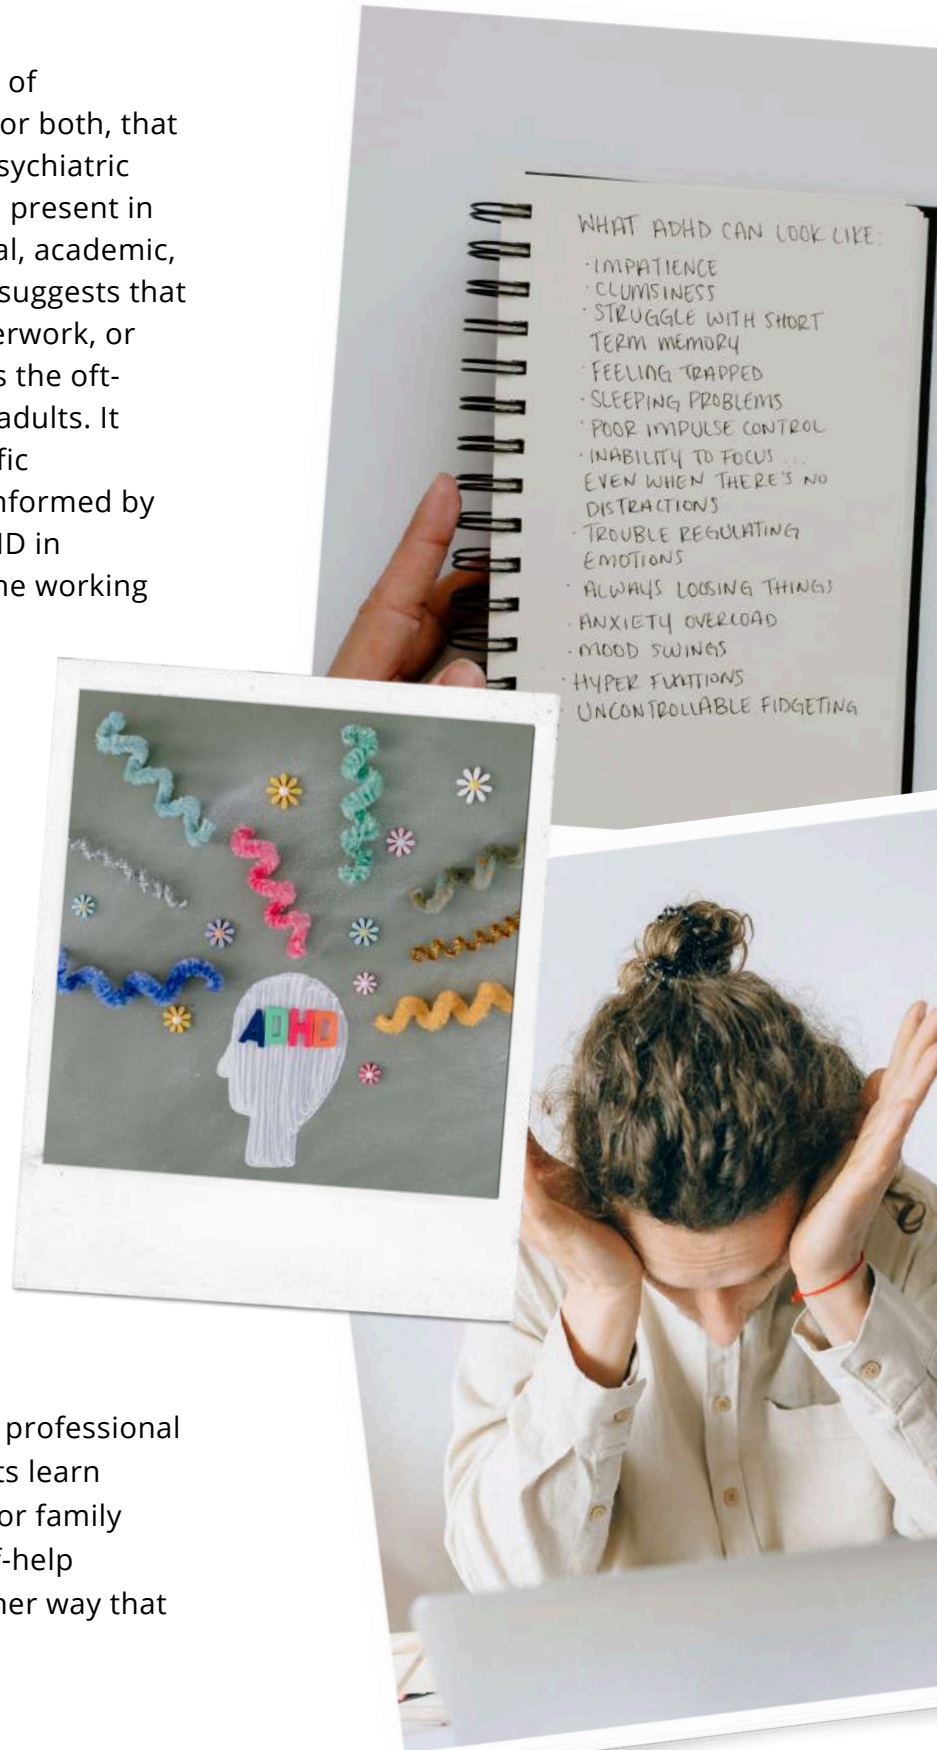 of
or both, that
sychiatric
present in
al, academic,
suggests that
erwork, or
s the oft-
adults. It
fic
nformed by
HD in
ne working
WHAT ADHD CAN LOOK LIKE:
· IMPATIENCE
· CLUMSINESS
· STRUGGLE WITH SHORT
TERM MEMORY
· FEELING TRAPPED
· SLEEPING PROBLEMS
· POOR IMPULSE CONTROL
· INABILITY TO FOCUS ...
EVEN WHEN THERE'S NO
DISTRACTIONS
· TROUBLE REGULATING
EMOTIONS
· ALWAYS LOOSING THINGS
· ANXIETY OVERLOAD
· MOOD SWINGS
· HYPER
UNCONTROLLABLE FIDGETING
ADHD
professional
ts learn
or family
f-help
her way that